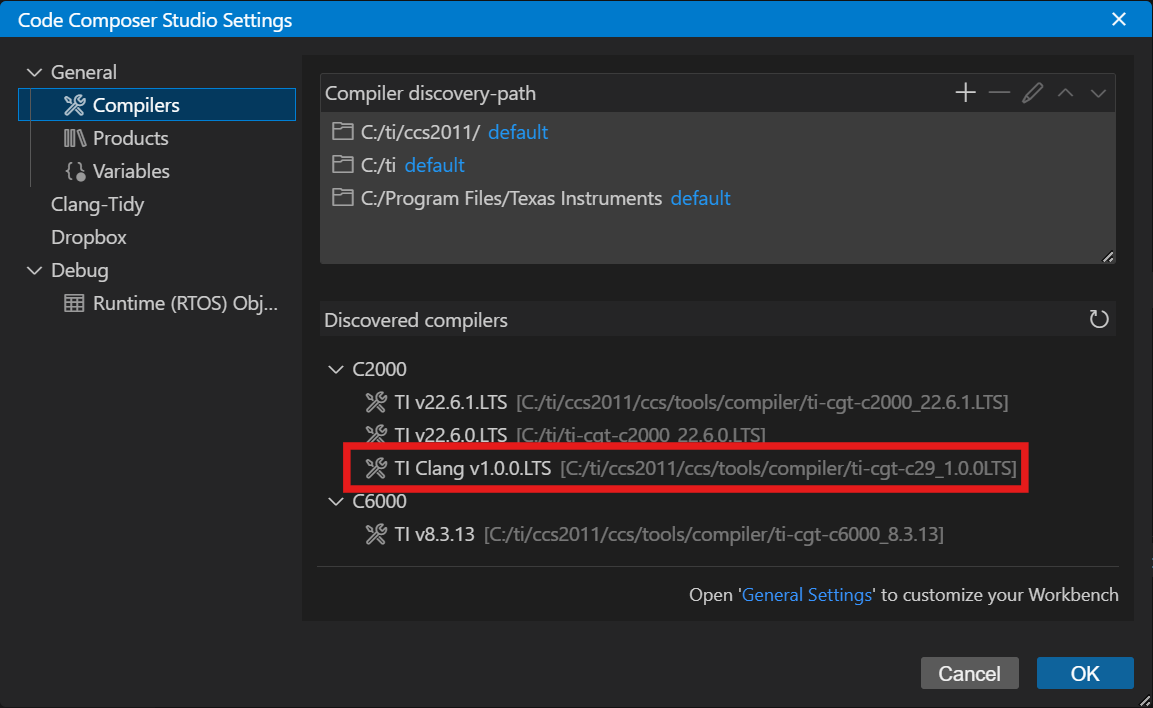 Code Composer Studio Settings
General
Compilers
Products
Variables
Clang-Tidy
Dropbox
Debug
Runtime (RTOS) Obj...
Compiler discovery-path
C:/ti/ccs2011/ default
C:/ti default
C:/Program Files/Texas Instruments default
Discovered compilers
C2000
TI v22.6.1.LTS [C:/ti/ccs2011/ccs/tools/compiler/ti-cgt-c2000_22.6.1.LTS]
TI v22.6.0.LTS [C:/ti/ti-cgt-c2000_22.6.0.LTS]
TI Clang v1.0.0.LTS [C:/ti/ccs2011/ccs/tools/compiler/ti-cgt-c29_1.0.0LTS]
C6000
TI v8.3.13 [C:/ti/ccs2011/ccs/tools/compiler/ti-cgt-c6000_8.3.13]
Open 'General Settings' to customize your Workbench
Cancel
OK